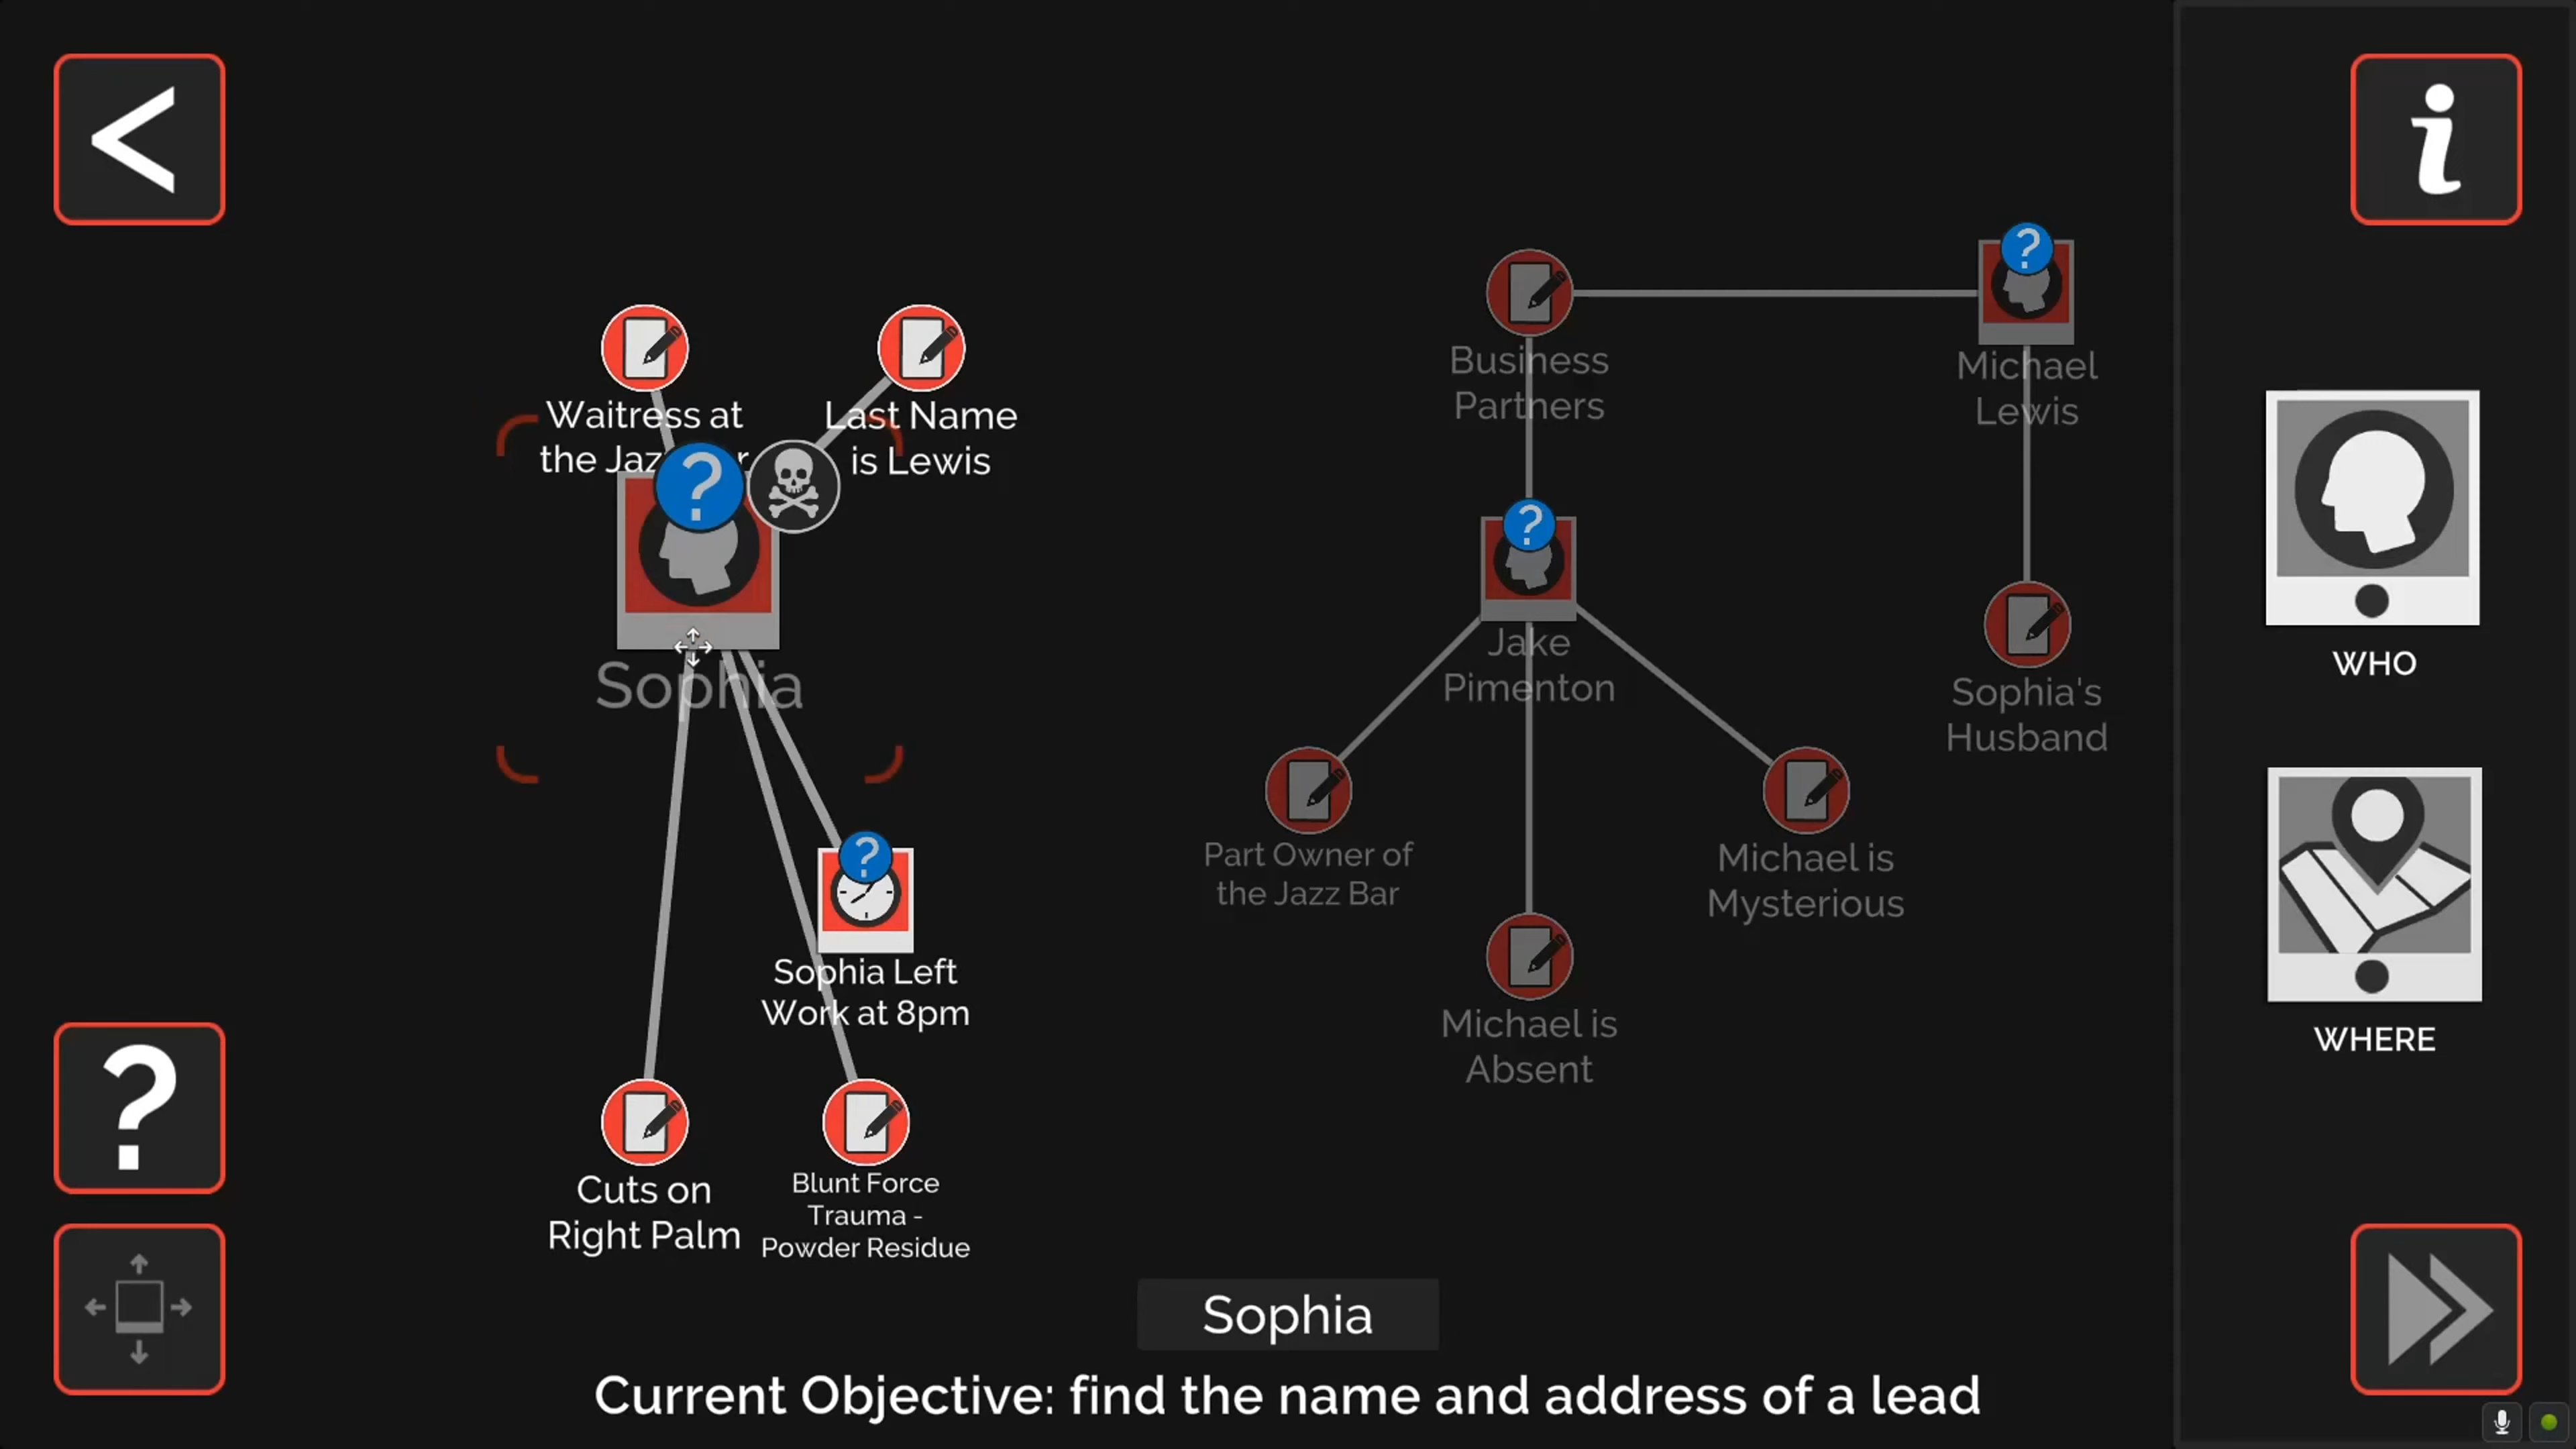 Waitress at
the Jaz r
Last Name
is Lewis
Sophia
Sophia Left
Work at 8pm
Cuts on
Right Palm
Blunt Force
Trauma -
Powder Residue
Business
Partners
Michael
Lewis
Jake
Pimenton
Sophia's
Husband
Part Owner of
the Jazz Bar
Michael is
Mysterious
Michael is
Absent
WHO
WHERE
Sophia
Current Objective: find the name and address of a lead